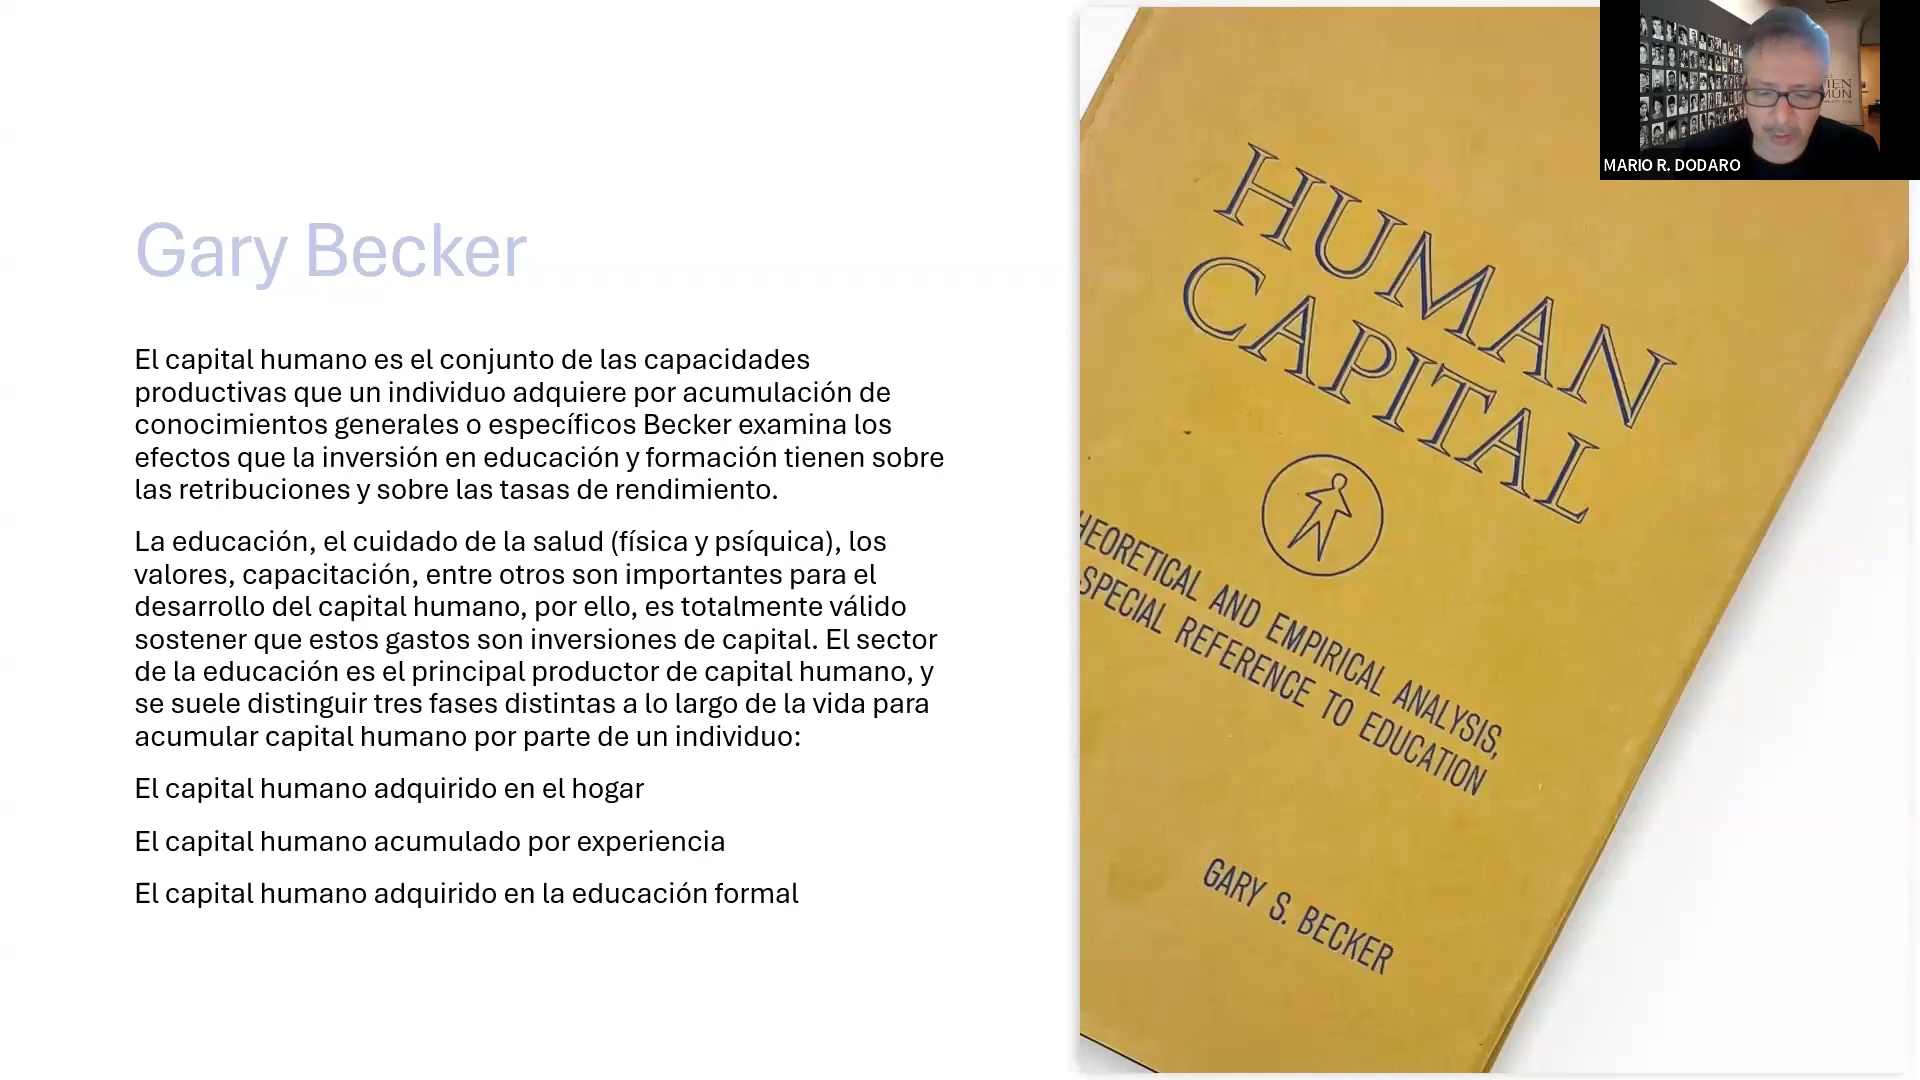 Gary Becker
El capital humano es el conjunto de las capacidades
productivas que un individuo adquiere por acumulación de
conocimientos generales o específicos Becker examina los
efectos que la inversión en educación y formación tienen sobre
las retribuciones y sobre las tasas de rendimiento.
La educación, el cuidado de la salud (física y psíquica), los
valores, capacitación, entre otros son importantes para el
desarrollo del capital humano, por ello, es totalmente válido
sostener que estos gastos son inversiones de capital. El sector
de la educación es el principal productor de capital humano, y
se suele distinguir tres fases distintas a lo largo de la vida para
acumular capital humano por parte de un individuo:
El capital humano adquirido en el hogar
El capital humano acumulado por experiencia
El capital humano adquirido en la educación formal
HUMAN
CAPITAL
HEORETICAL AND EMPIRICAL ANALYSIS,
SPECIAL REFERENCE TO EDUCATION
GARY S. BECKER
MARIO R. DODARO